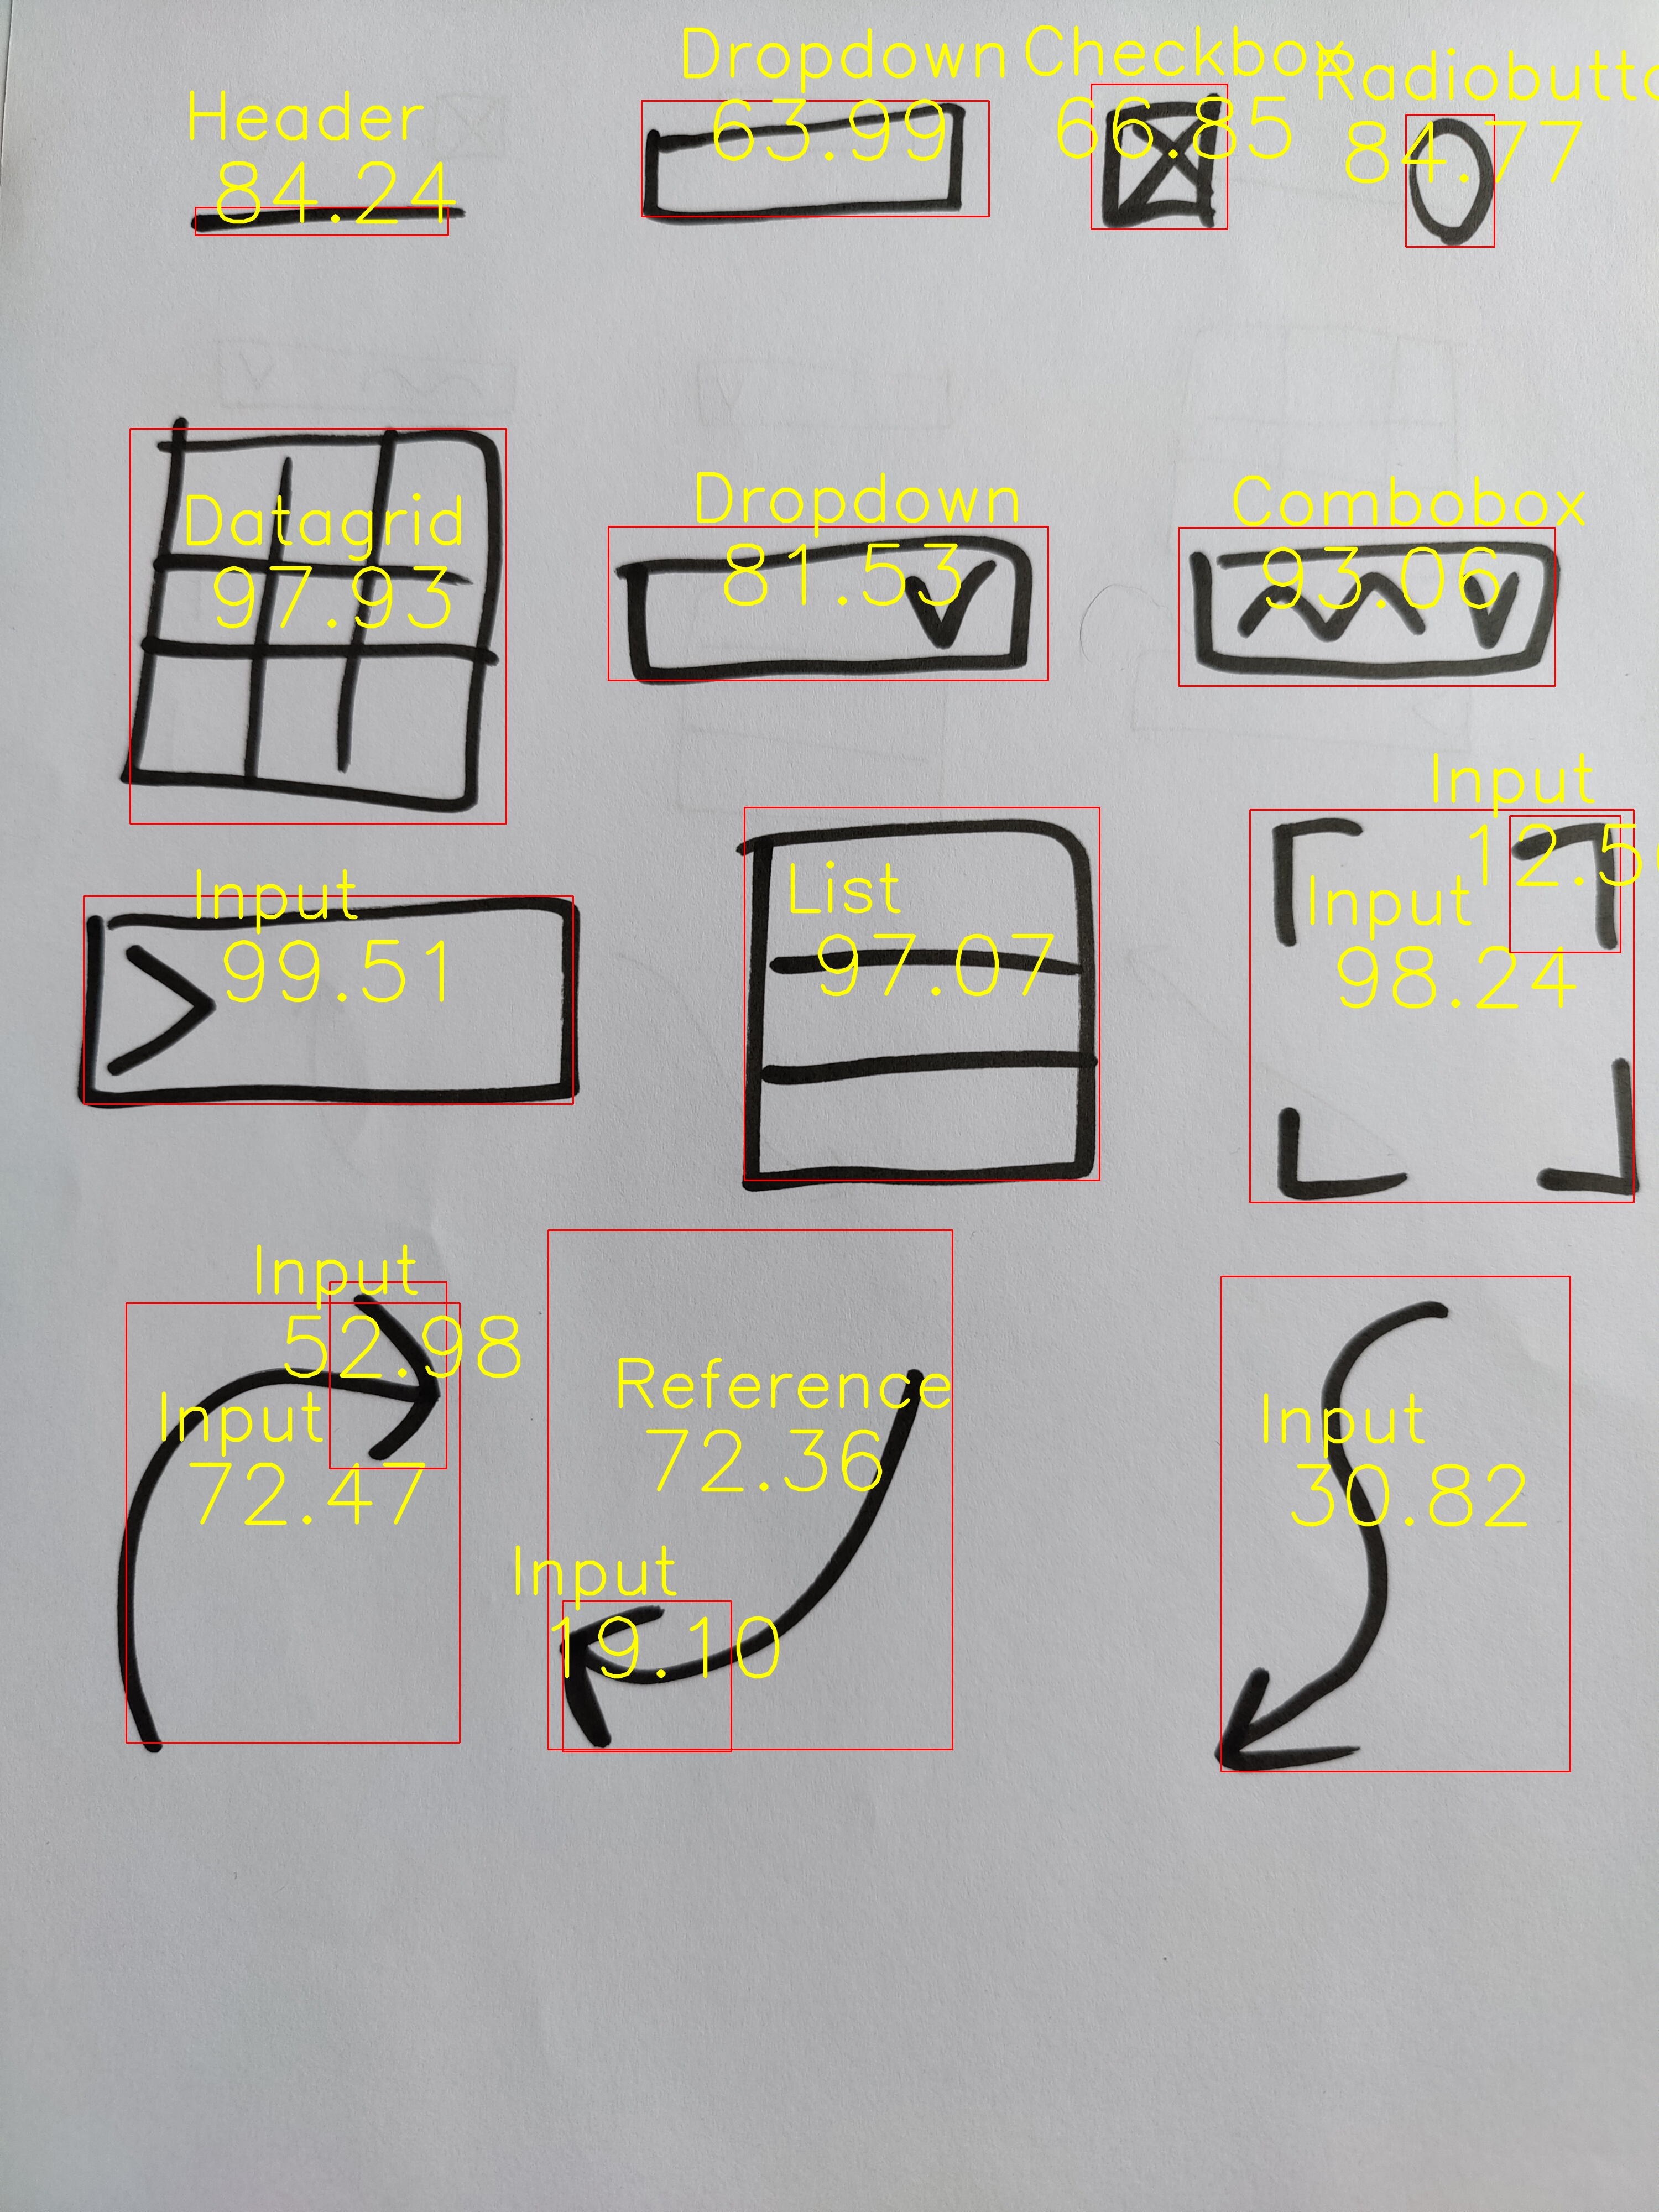 Header
84.24
Dropdown
63.99
Checkbox
66.85
Radiobutto
84.77
Datagrid
97.93
Dropdown
81.53
Combobox
93.06
Input
99.51
List
97.07
Input
12.5
Input
98.24
Input
52.98
Input
72.47
Reference
72.36
Input
19.10
Input
30.82